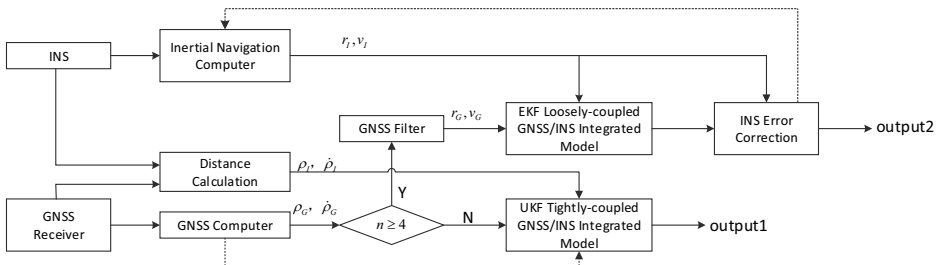 INS
Inertial Navigation
Computer
r_I, v_I
r_G, v_G
GNSS Filter
EKF Loosely-coupled
GNSS/INS Integrated
Model
INS Error
Correction
output2
Distance
Calculation
ρ_I, ρ̇_I
Y
GNSS
Receiver
GNSS Computer
ρ_G, ρ̇_G
n ≥ 4
N
UKF Tightly-coupled
GNSS/INS Integrated
Model
output1